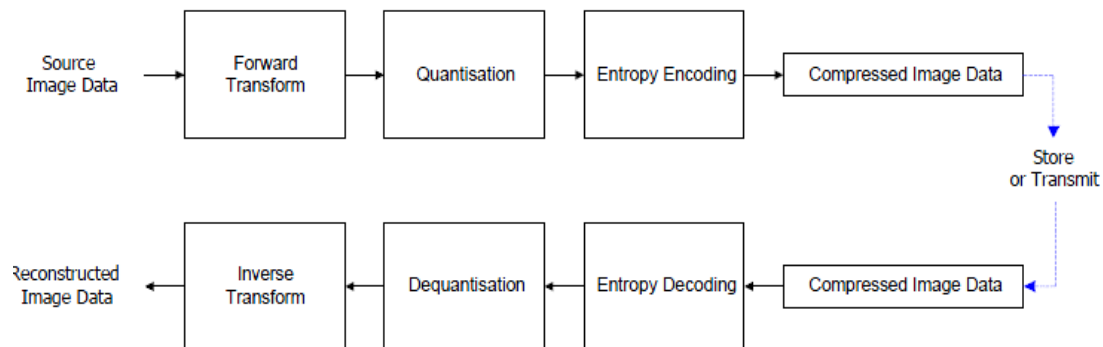 Source
Image Data
Forward
Transform
Quantisation
Entropy Encoding
Compressed Image Data
Store
or Transmit
Reconstructed
Image Data
Inverse
Transform
Dequantisation
Entropy Decoding
Compressed Image Data